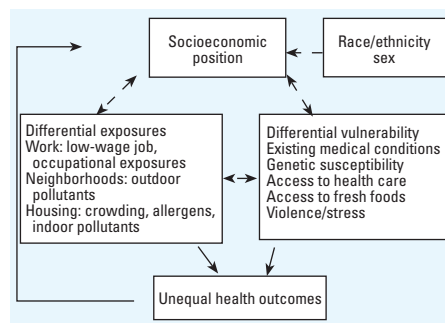 Socioeconomic
position
Race/ethnicity
sex
Differential exposures
Work: low-wage job,
occupational exposures
Neighborhoods: outdoor
pollutants
Housing: crowding, allergens,
indoor pollutants
Differential vulnerability
Existing medical conditions
Genetic susceptibility
Access to health care
Access to fresh foods
Violence/stress
Unequal health outcomes